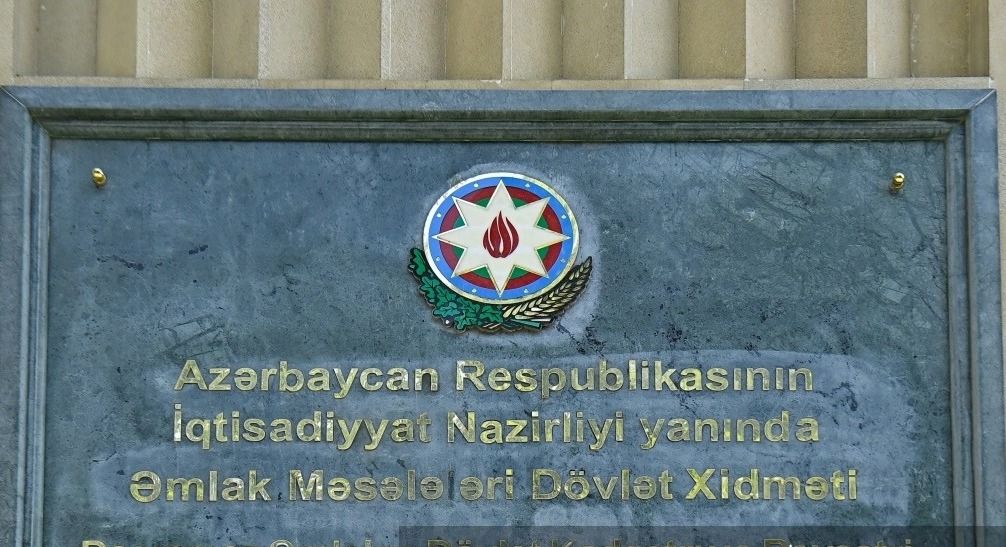 Azərbaycan Respublikasının
İqtisadiyyat Nazirliyi yanında
Əmlak Məsələləri Dövlət Xidməti